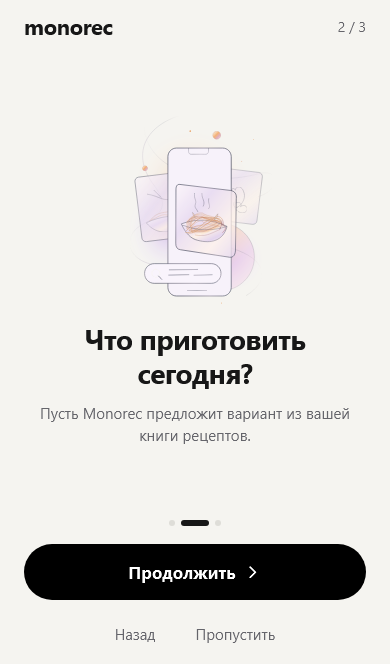 monorec
2 / 3
Что приготовить
сегодня?
Пусть Monorec предложит вариант из вашей
книги рецептов.
Продолжить
Назад
Пропустить